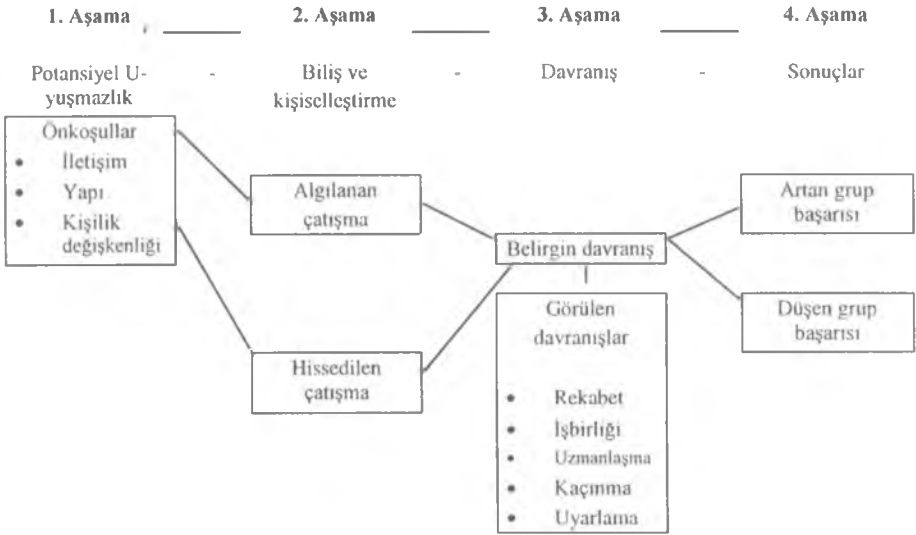 1. Aşama
2. Aşama
3. Aşama
4. Aşama
Potansiyel U-
yuşmazlık
-
Biliş ve
kişiselleştirme
-
Davranış
-
Sonuçlar
Önkoşullar
• İletişim
• Yapı
• Kişilik
değişkenliği
Algılanan
çatışma
Hissedilen
çatışma
Belirgin davranış
Görülen
davranışlar
• Rekabet
• İşbirliği
• Uzmanlaşma
• Kaçınma
• Uyarlama
Artan grup
başarısı
Düşen grup
başarısı